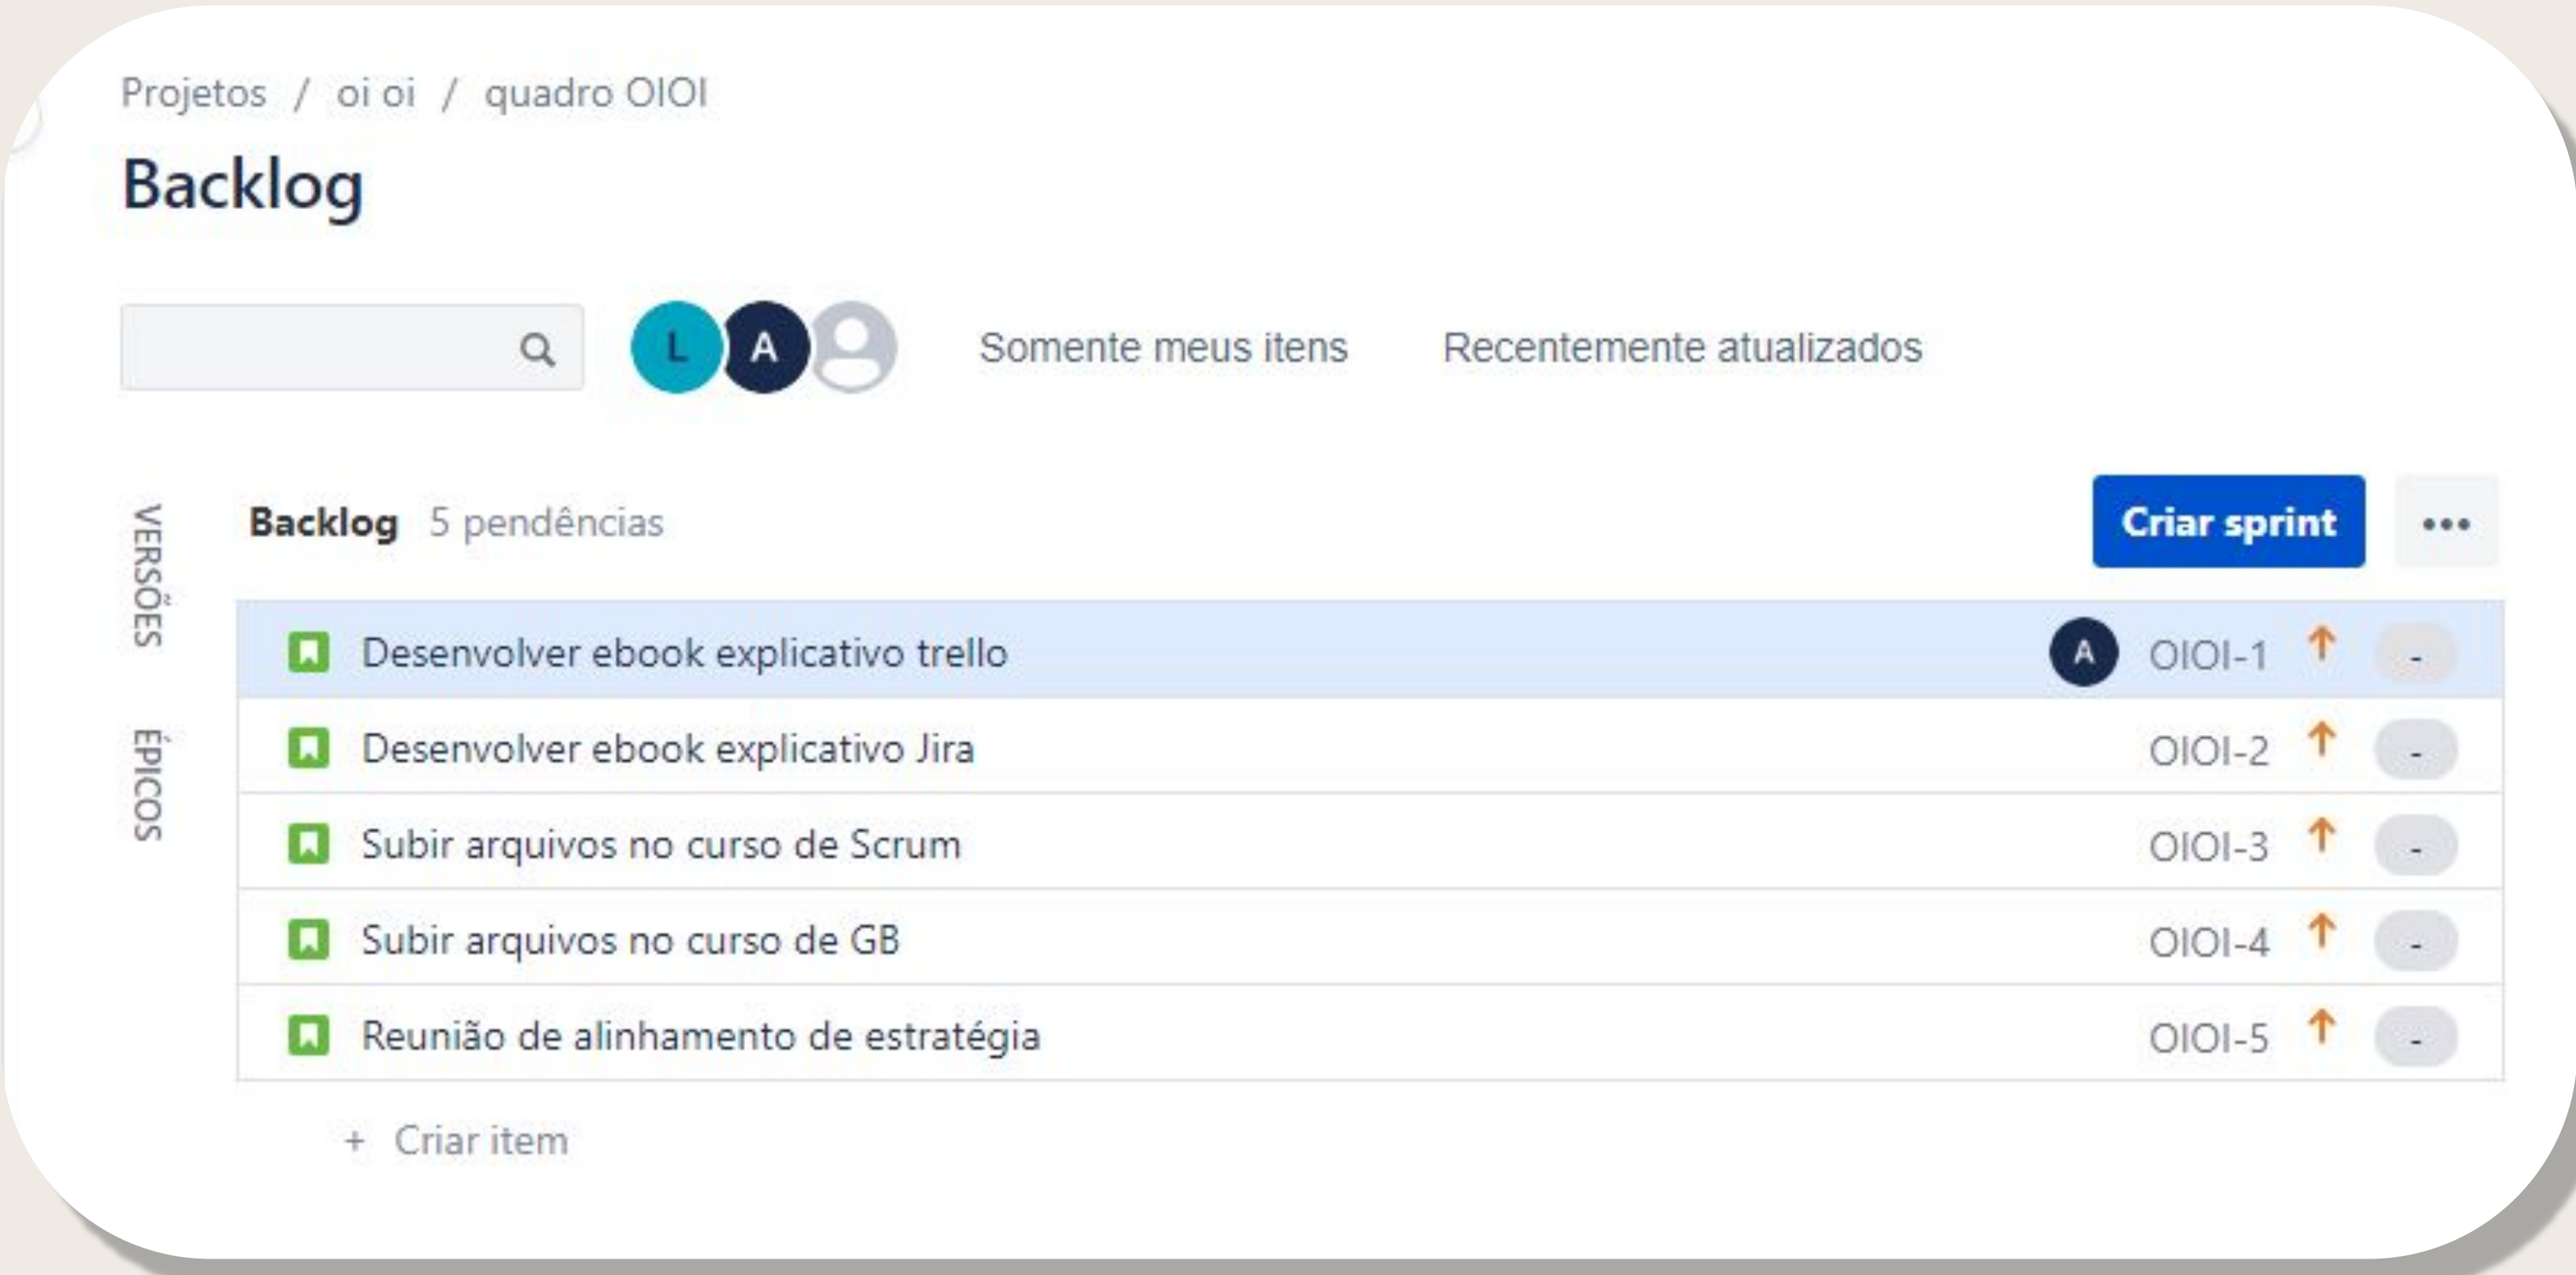 Projetos / oi oi / quadro OIOI
Backlog
L A Somente meus itens Recentemente atualizados
VERSÕES
ÉPICOS
Backlog 5 pendências Criar sprint •••
Desenvolver ebook explicativo trello A OIOI-1 -
Desenvolver ebook explicativo Jira OIOI-2 -
Subir arquivos no curso de Scrum OIOI-3 -
Subir arquivos no curso de GB OIOI-4 -
Reunião de alinhamento de estratégia OIOI-5 -
+ Criar item